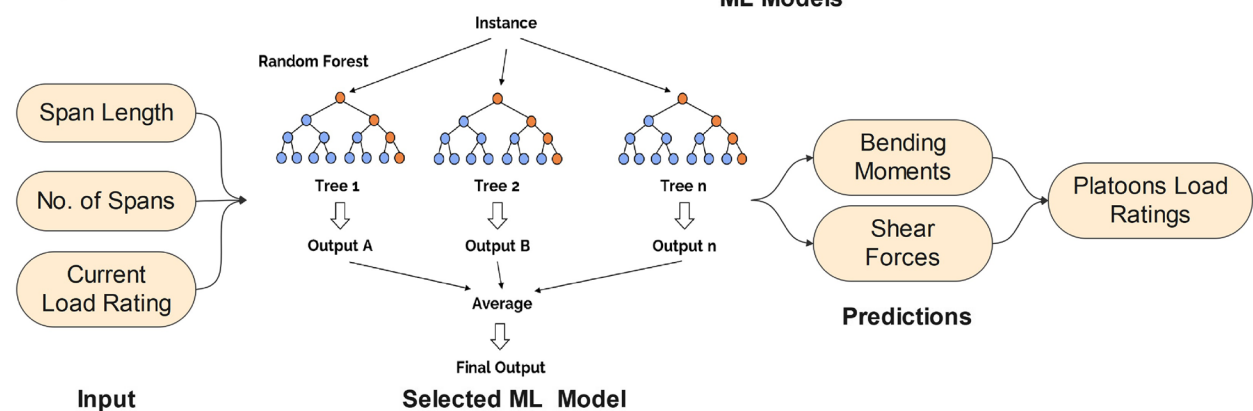 ML Models
Instance
Random Forest
Span Length
No. of Spans
Current
Load Rating
Tree 1
Tree 2
Tree n
Output A
Output B
Output n
Average
Final Output
Bending
Moments
Shear
Forces
Platoons Load
Ratings
Predictions
Input
Selected ML Model